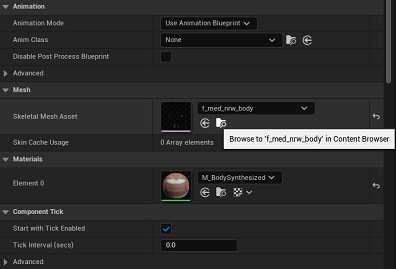 Animation
Animation Mode
Use Animation Blueprint
Anim Class
None
Disable Post Process Blueprint
Advanced
Mesh
Skeletal Mesh Asset
f_med_nrw_body
Browse to 'f_med_nrw_body' in Content Browser
Skin Cache Usage
0 Array elements
Materials
Element 0
M_BodySynthesized
Component Tick
Start with Tick Enabled
Tick Interval (secs)
0.0
Advanced